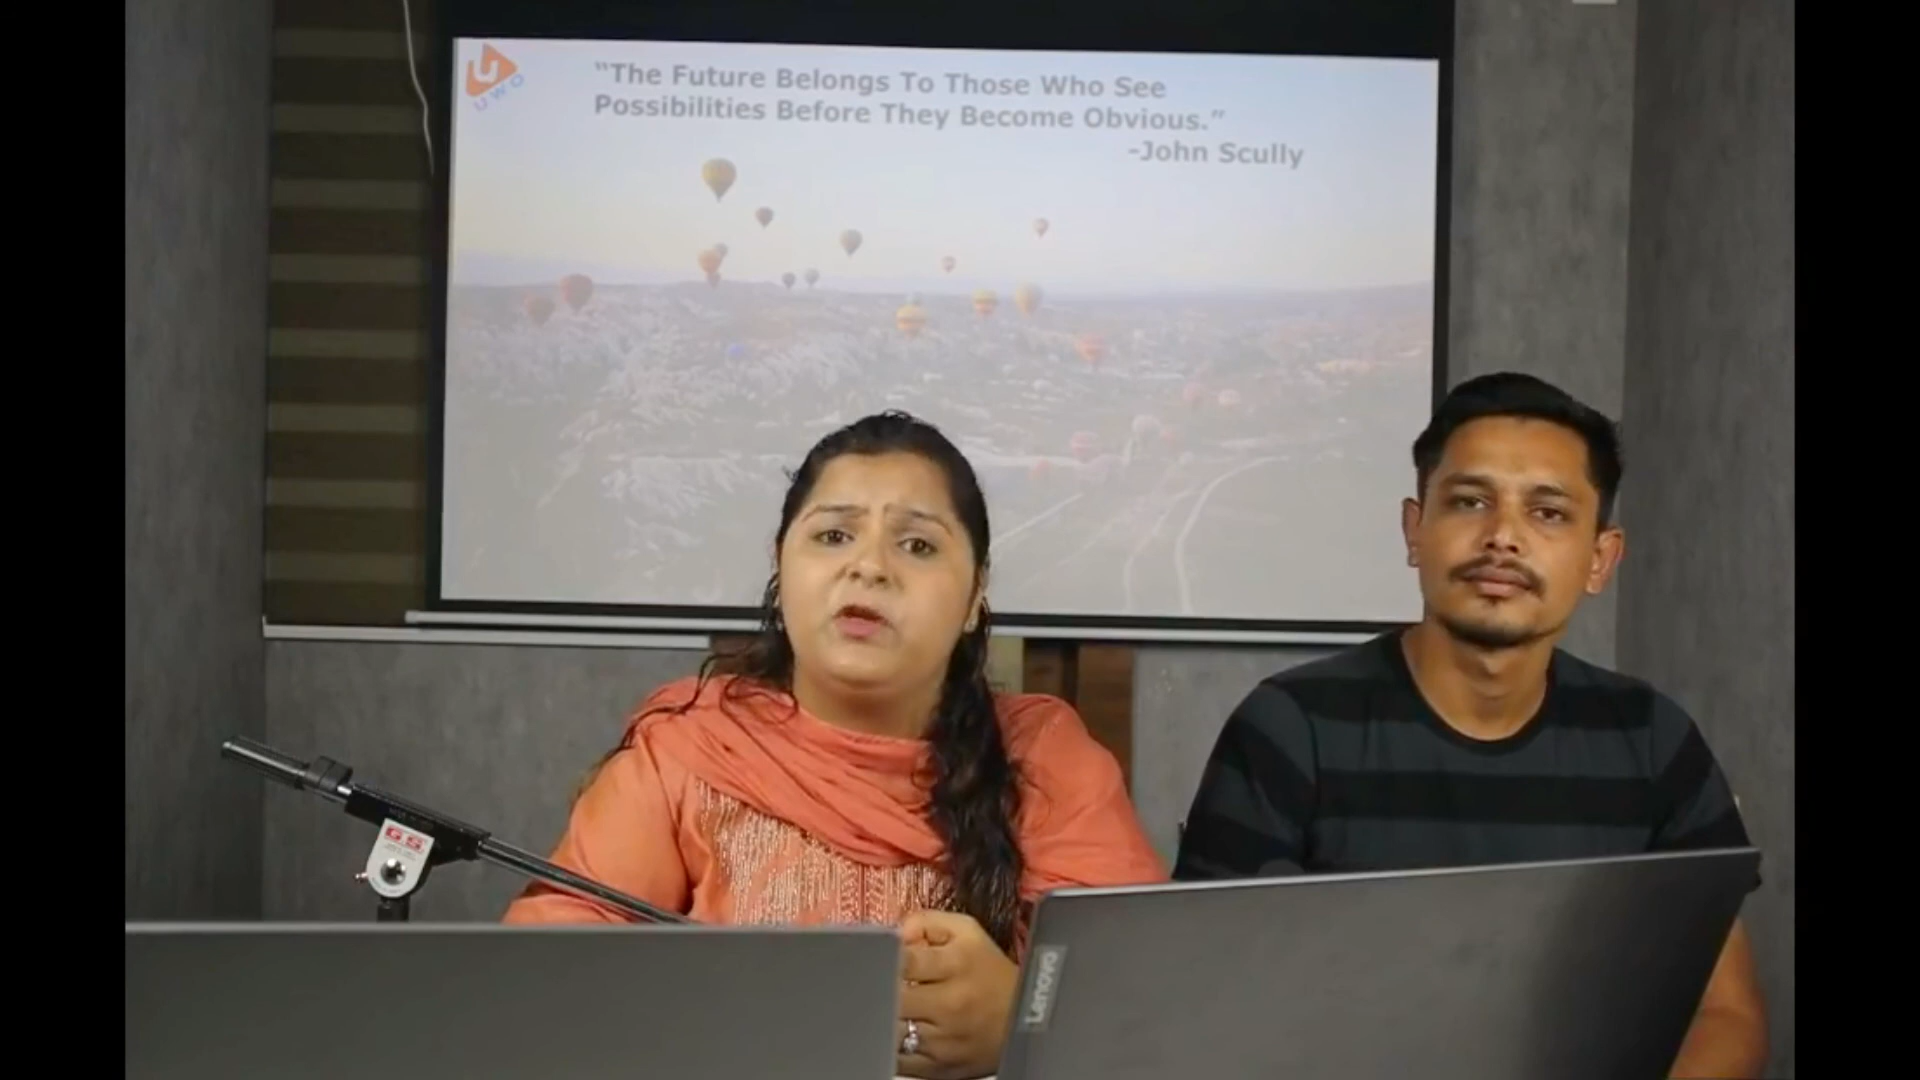 U
UWO
“The Future Belongs To Those Who See
Possibilities Before They Become Obvious.”
-John Scully
Lenovo